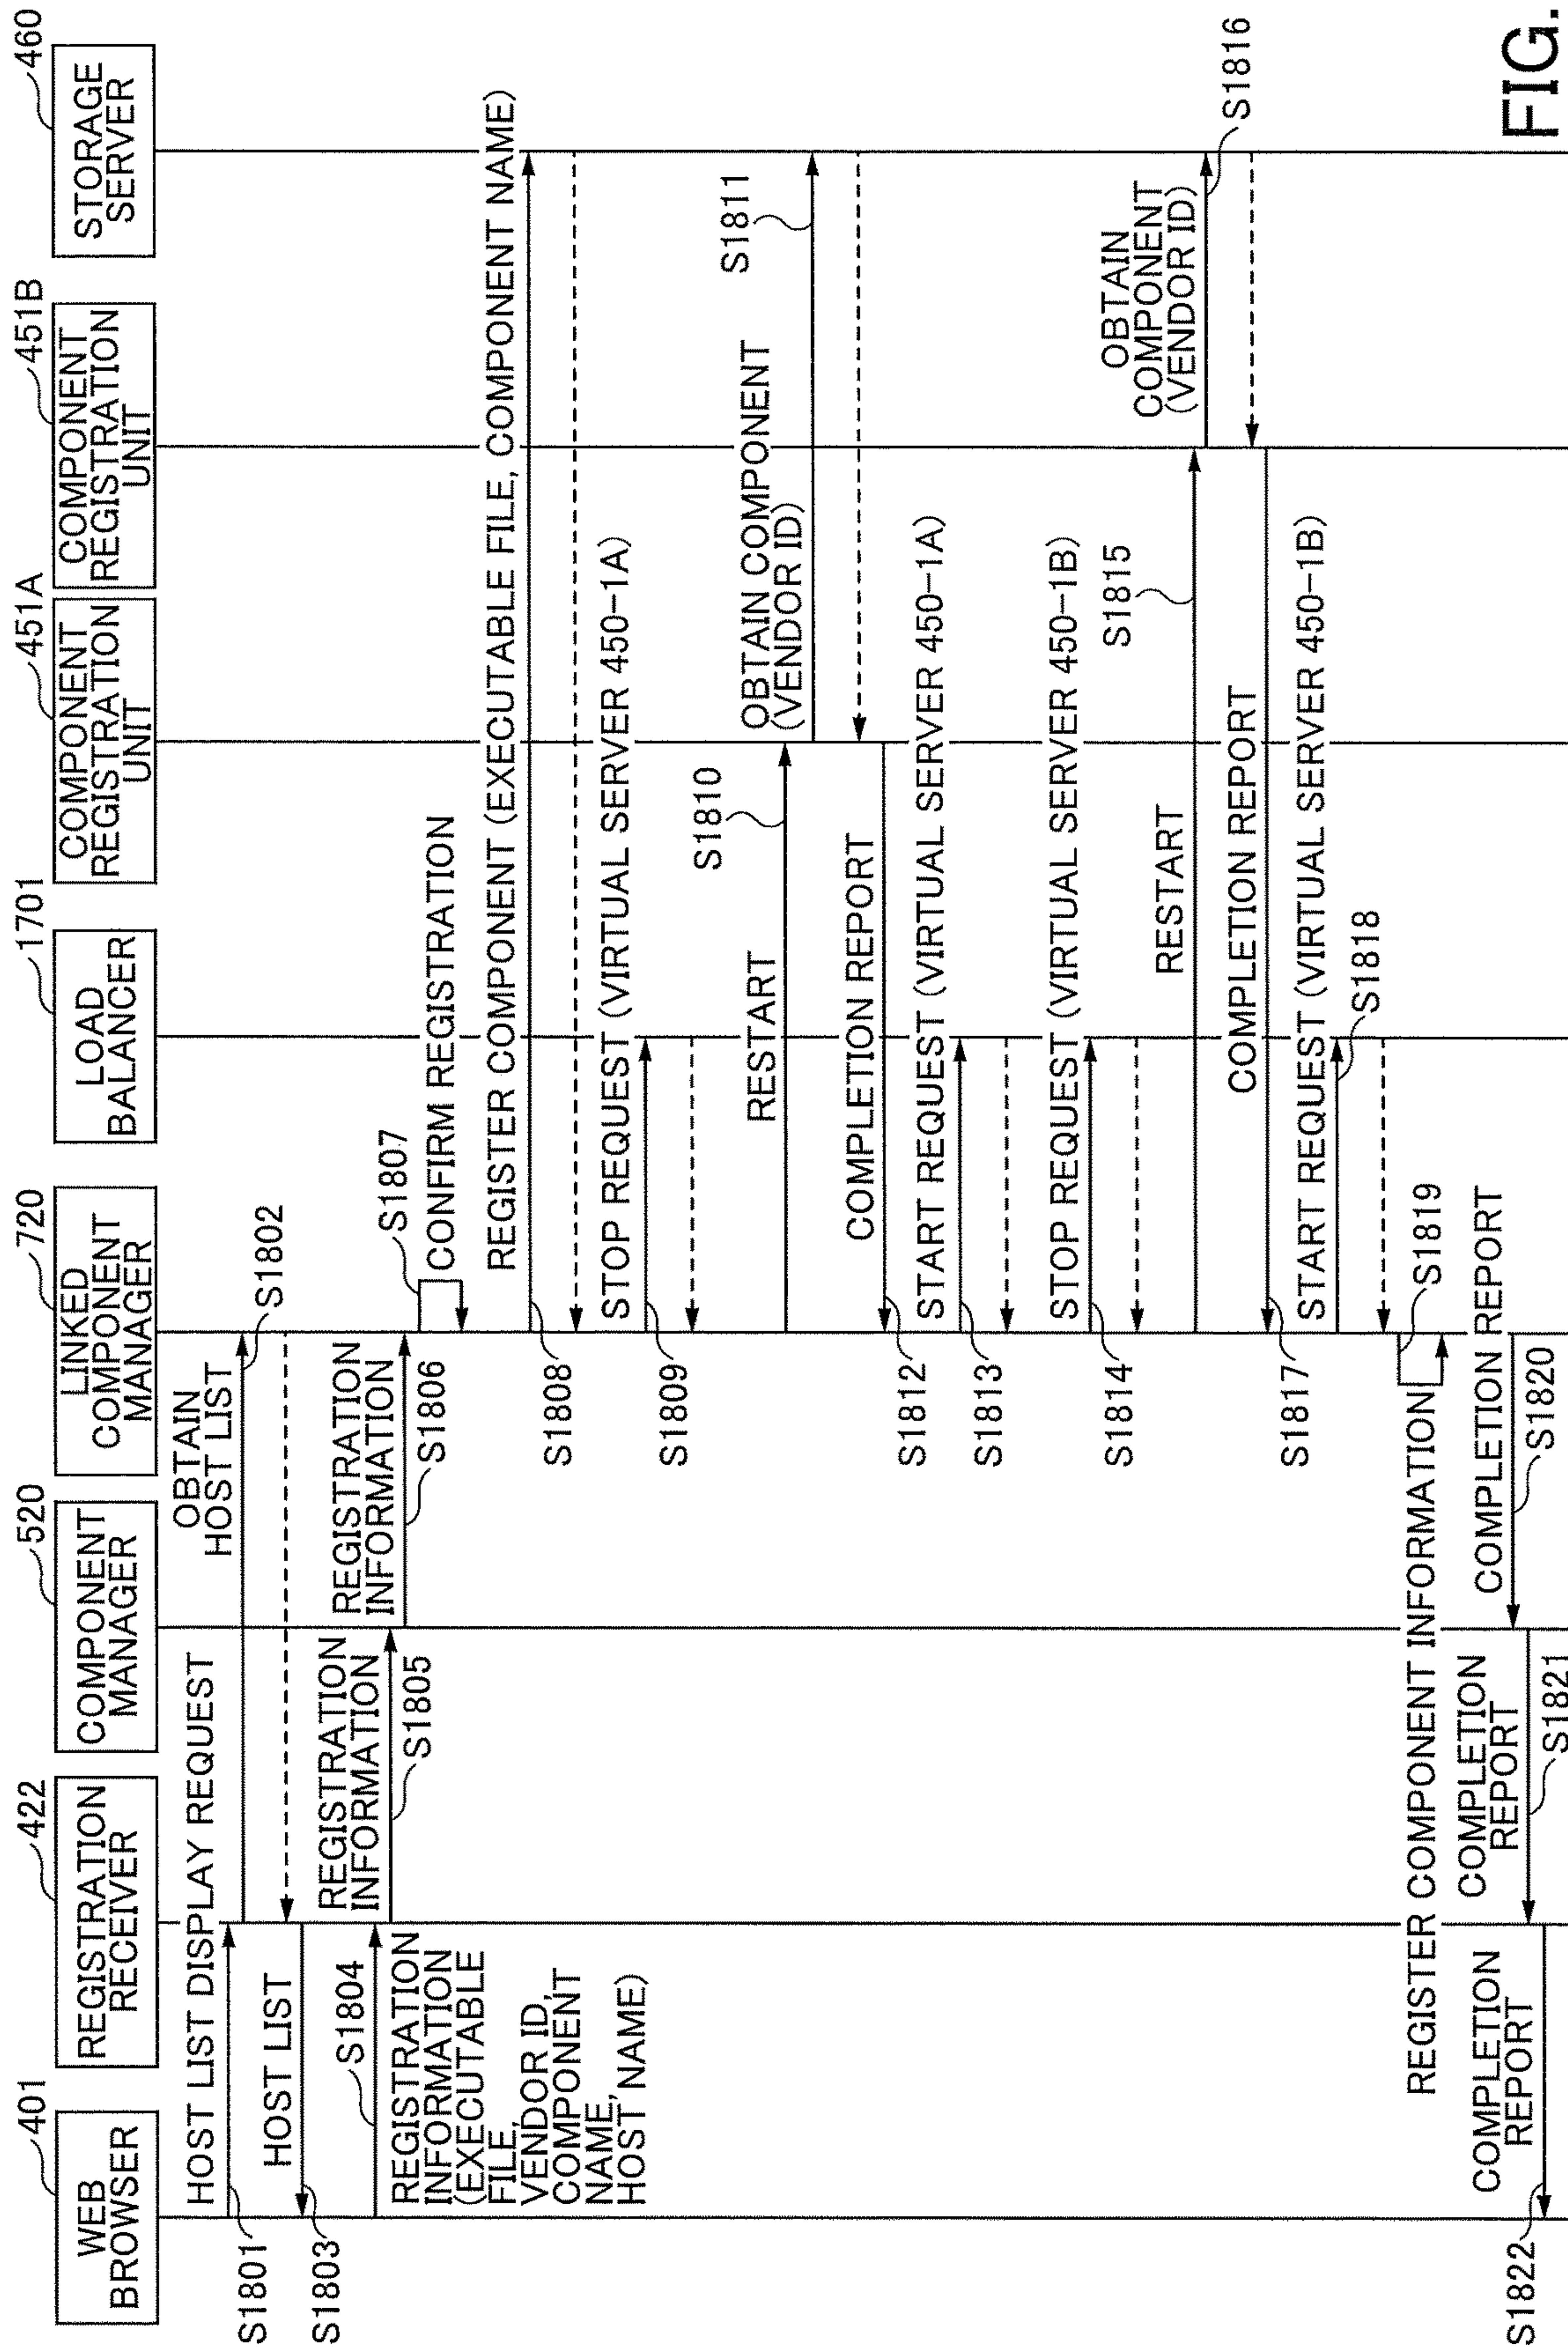 401
WEB
BROWSER
422
REGISTRATION
RECEIVER
520
COMPONENT
MANAGER
720
LINKED
COMPONENT
MANAGER
1701
LOAD
BALANCER
451A
COMPONENT
REGISTRATION
UNIT
451B
COMPONENT
REGISTRATION
UNIT
460
STORAGE
SERVER
HOST LIST DISPLAY REQUEST
S1801
OBTAIN
HOST LIST
S1802
HOST LIST
S1803
S1804
REGISTRATION
INFORMATION
(EXECUTABLE
FILE,
VENDOR ID,
COMPONENT
NAME,
HOST NAME)
REGISTRATION
INFORMATION
S1805
REGISTRATION
INFORMATION
S1806
S1807
CONFIRM REGISTRATION
REGISTER COMPONENT (EXECUTABLE FILE, COMPONENT NAME)
S1808
STOP REQUEST (VIRTUAL SERVER 450-1A)
S1809
RESTART
S1810
OBTAIN COMPONENT
(VENDOR ID)
S1811
COMPLETION REPORT
S1812
START REQUEST (VIRTUAL SERVER 450-1A)
S1813
STOP REQUEST (VIRTUAL SERVER 450-1B)
S1814
RESTART
S1815
OBTAIN
COMPONENT
(VENDOR ID)
S1816
COMPLETION REPORT
S1817
START REQUEST (VIRTUAL SERVER 450-1B)
S1818
REGISTER COMPONENT INFORMATION
S1819
COMPLETION REPORT
S1820
COMPLETION
REPORT
S1821
COMPLETION
REPORT
S1822
FIG.